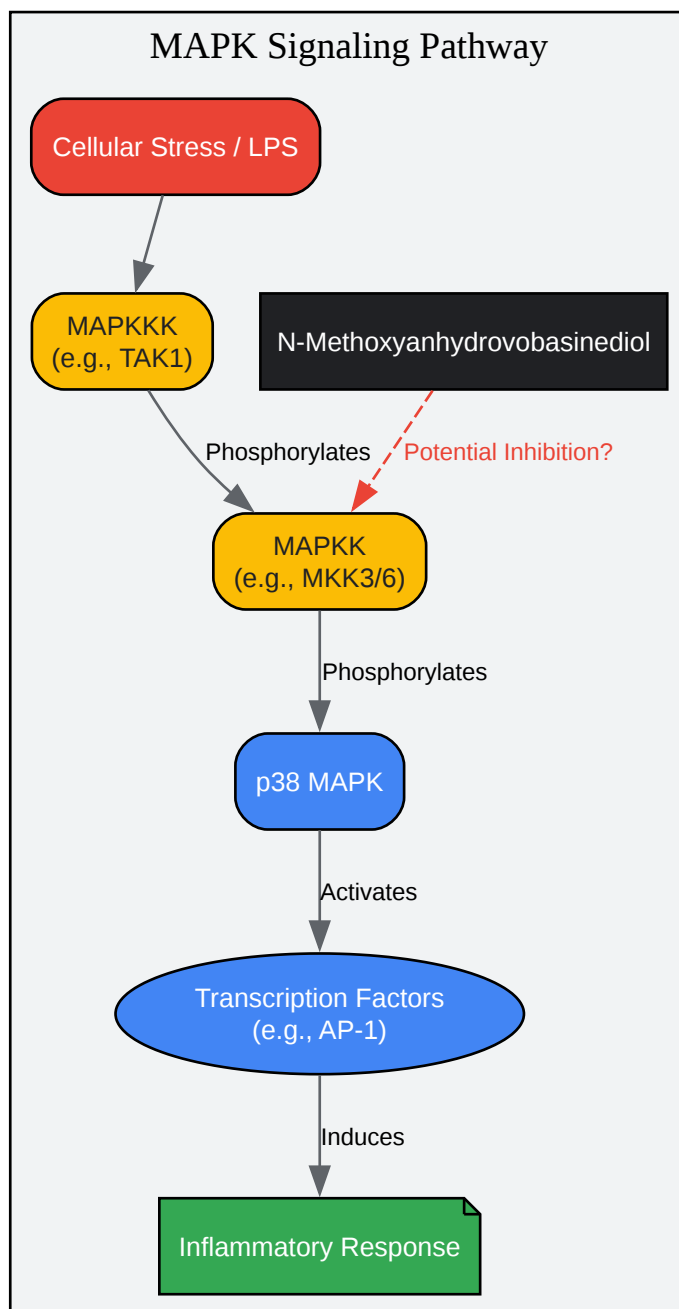 MAPK Signaling Pathway
Cellular Stress / LPS
MAPKKK
(e.g., TAK1)
N-Methoxyanhydrovobasinediol
Phosphorylates
Potential Inhibition?
MAPKK
(e.g., MKK3/6)
Phosphorylates
p38 MAPK
Activates
Transcription Factors
(e.g., AP-1)
Induces
Inflammatory Response